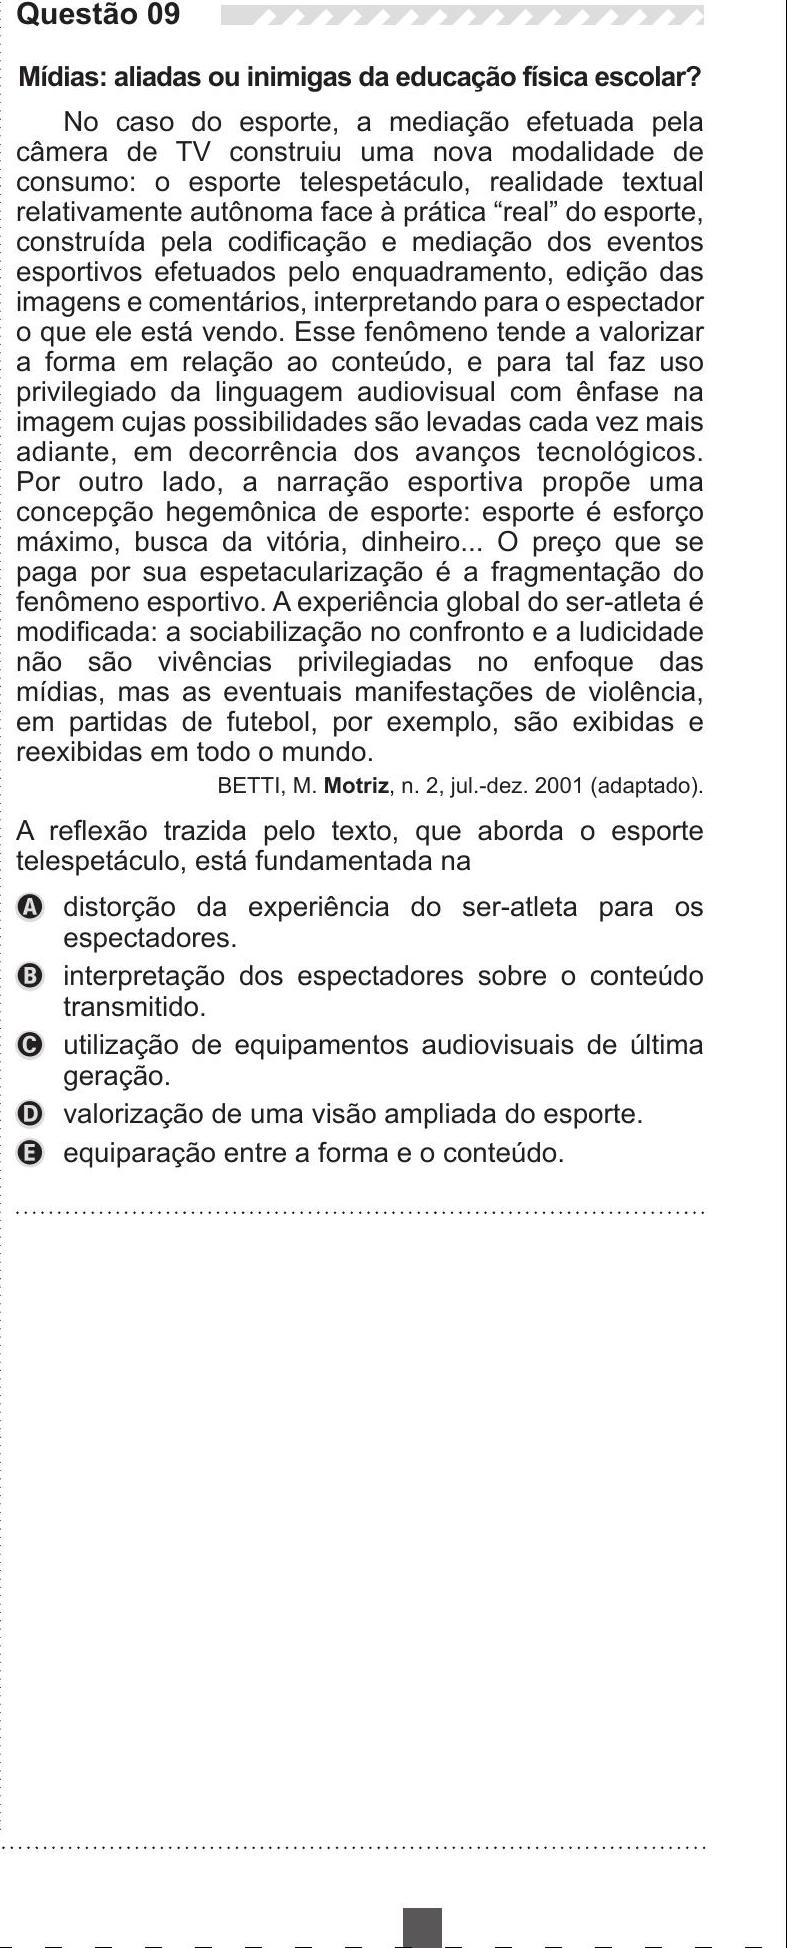 Questão 09
Mídias: aliadas ou inimigas da educação física escolar?
No caso do esporte, a mediação efetuada pela
câmera de TV construiu uma nova modalidade de
consumo: o esporte telespetáculo, realidade textual
relativamente autônoma face à prática “real” do esporte,
construída pela codificação e mediação dos eventos
esportivos efetuados pelo enquadramento, edição das
imagens e comentários, interpretando para o espectador
o que ele está vendo. Esse fenômeno tende a valorizar
a forma em relação ao conteúdo, e para tal faz uso
privilegiado da linguagem audiovisual com ênfase na
imagem cujas possibilidades são levadas cada vez mais
adiante, em decorrência dos avanços tecnológicos.
Por outro lado, a narração esportiva propõe uma
concepção hegemônica de esporte: esporte é esforço
máximo, busca da vitória, dinheiro... O preço que se
paga por sua espetacularização é a fragmentação do
fenômeno esportivo. A experiência global do ser-atleta é
modificada: a sociabilização no confronto e a ludicidade
não são vivências privilegiadas no enfoque das
mídias, mas as eventuais manifestações de violência,
em partidas de futebol, por exemplo, são exibidas e
reexibidas em todo o mundo.
BETTI, M. Motriz, n. 2, jul.-dez. 2001 (adaptado).
A reflexão trazida pelo texto, que aborda o esporte
telespetáculo, está fundamentada na
A distorção da experiência do ser-atleta para os
espectadores.
B interpretação dos espectadores sobre o conteúdo
transmitido.
C utilização de equipamentos audiovisuais de última
geração.
D valorização de uma visão ampliada do esporte.
E equiparação entre a forma e o conteúdo.